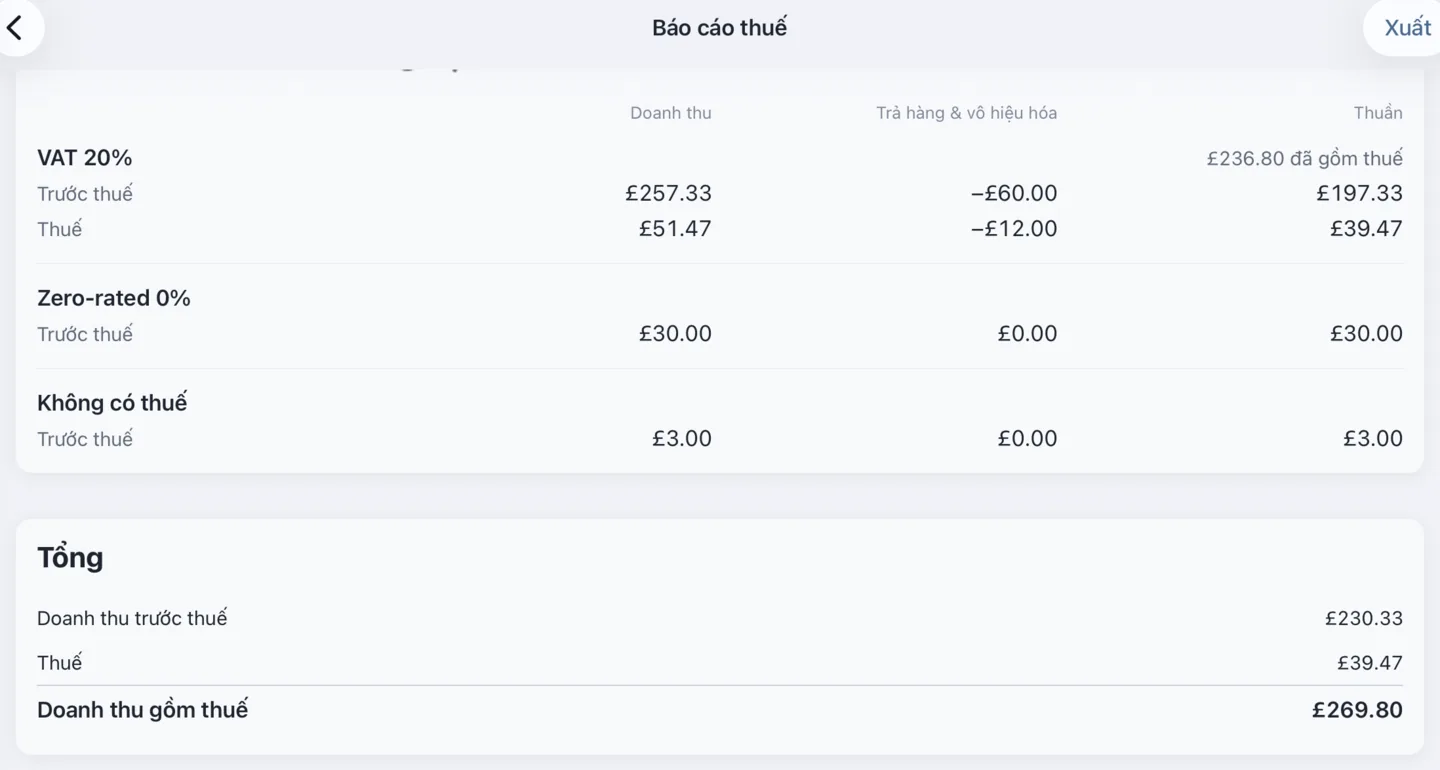 Báo cáo thuế
Xuất
Doanh thu Trả hàng & vô hiệu hóa Thuần
VAT 20% £236.80 đã gồm thuế
Trước thuế £257.33 –£60.00 £197.33
Thuế £51.47 –£12.00 £39.47
Zero-rated 0%
Trước thuế £30.00 £0.00 £30.00
Không có thuế
Trước thuế £3.00 £0.00 £3.00
Tổng
Doanh thu trước thuế £230.33
Thuế £39.47
Doanh thu gồm thuế £269.80